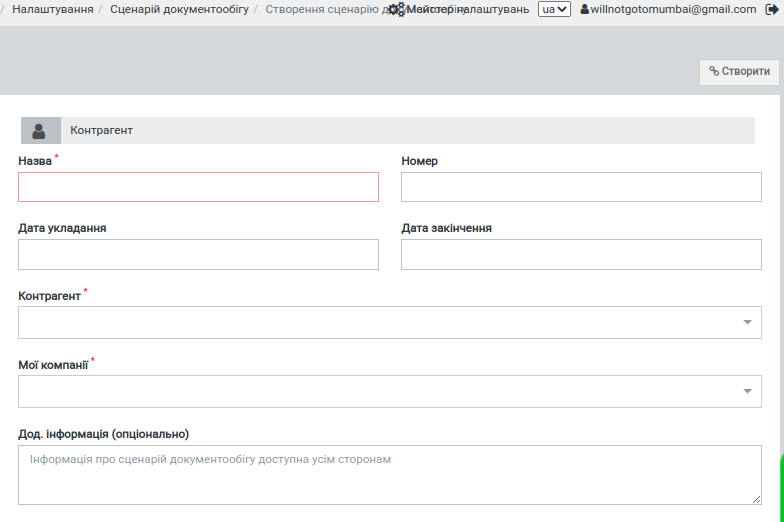 / Налаштування / Сценарій документообігу / Створення сценарію Майстер налаштувань ua willnotgotomumbai@gmail.com
Створити
Контрагент
Назва *
Номер
Дата укладання
Дата закінчення
Контрагент *
Мої компанії *
Дод. інформація (опціонально)
Інформація про сценарій документообігу доступна усім сторонам